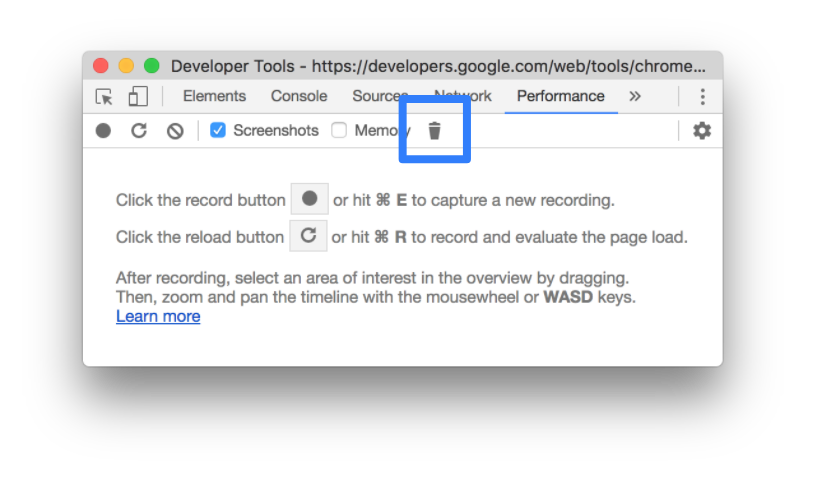 Developer Tools - https://developers.google.com/web/tools/chrome...
Elements Console Sources Network Performance »
Screenshots Memory
Click the record button or hit ⌘ E to capture a new recording.
Click the reload button or hit ⌘ R to record and evaluate the page load.
After recording, select an area of interest in the overview by dragging.
Then, zoom and pan the timeline with the mousewheel or WASD keys.
Learn more